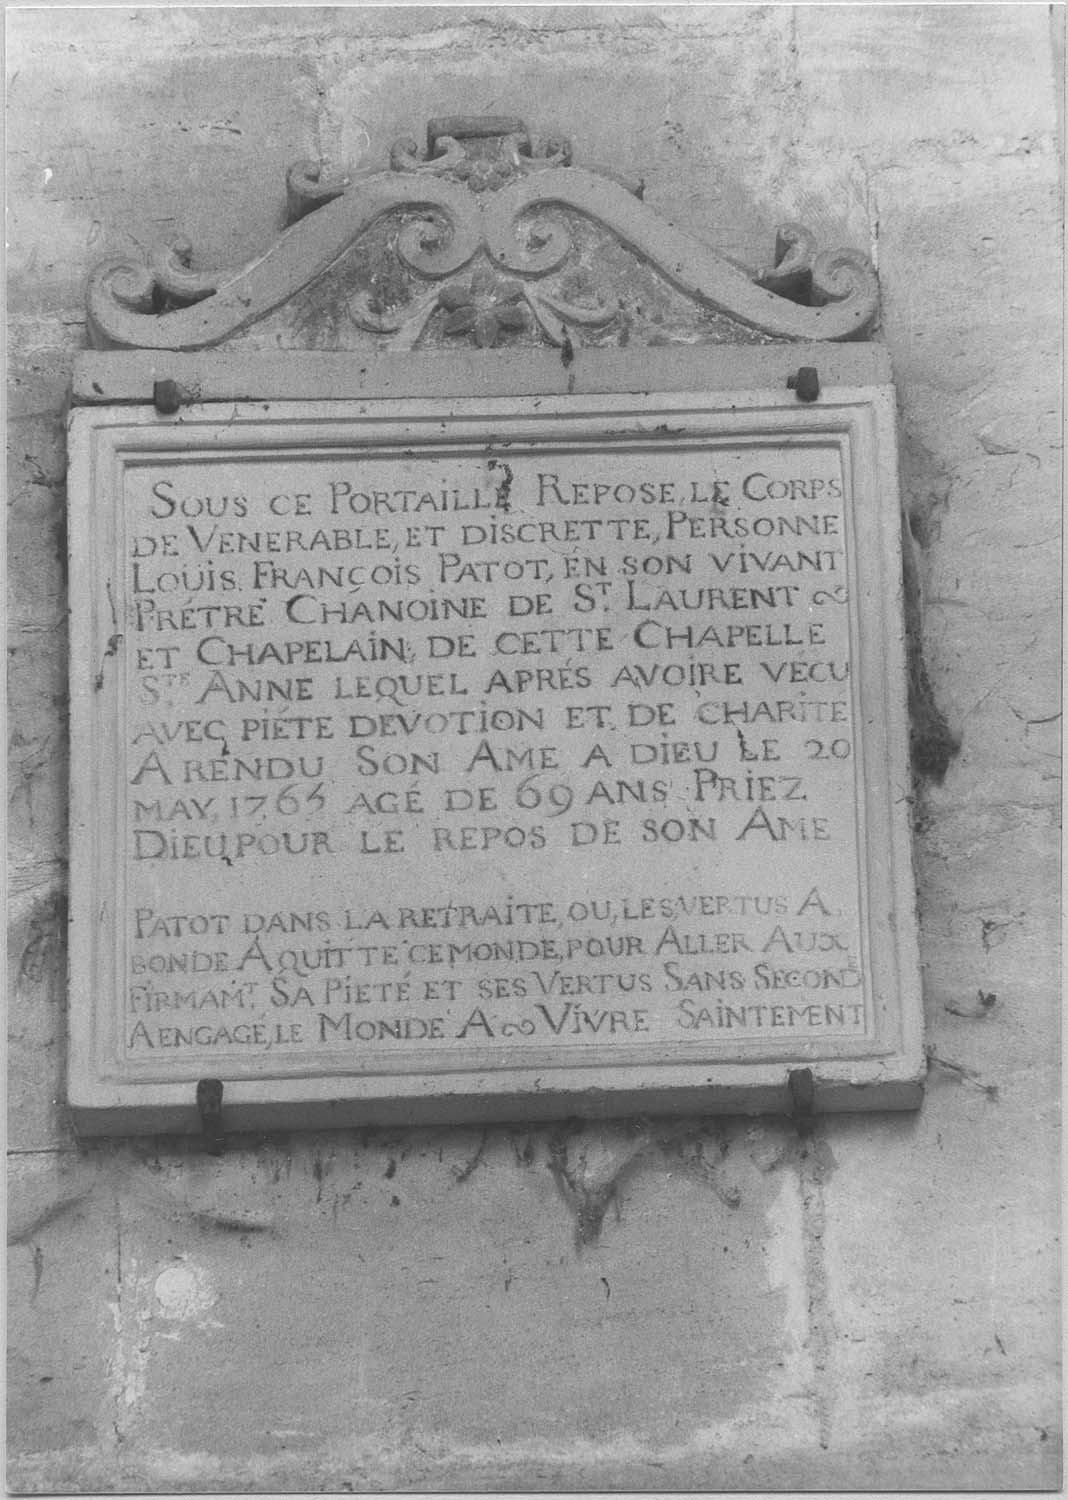 SOUS CE PORTAILLE REPOSE, LE CORPS
DE VENERABLE, ET DISCRETTE, PERSONNE
LOUIS. FRANÇOIS PATOT, EN SON VIVANT
PRÉTRE CHANOINE DE ST. LAURENT
ET CHAPELAIN, DE CETTE CHAPELLE
STE ANNE LEQUEL APRÉS AVOIRE VÉCU
AVEC PIÉTE DEVOTION ET DE CHARITE
A RENDU SON AME A DIEU LE 20
MAY, 1765 AGÉ DE 69 ANS PRIEZ
DIEU, POUR LE REPOS DE SON AME
PATOT DANS LA RETRAITE, OU, LES, VERTUS A
BONDE A QUITTE CE MONDE, POUR ALLER AUX
FIRMAMT. SA PIETÉ ET SES VERTUS SANS SECONDE
A ENGAGÉ, LE MONDE A VIVRE SAINTEMENT